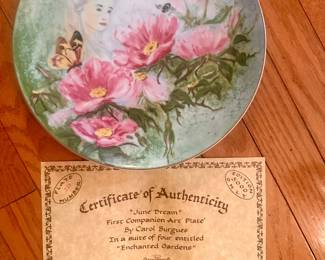 Certificate of Authenticity
"June Dream"
First Companion Art Plate
By Carol Burgues
In a suite of four entitled
"Enchanted Gardens"